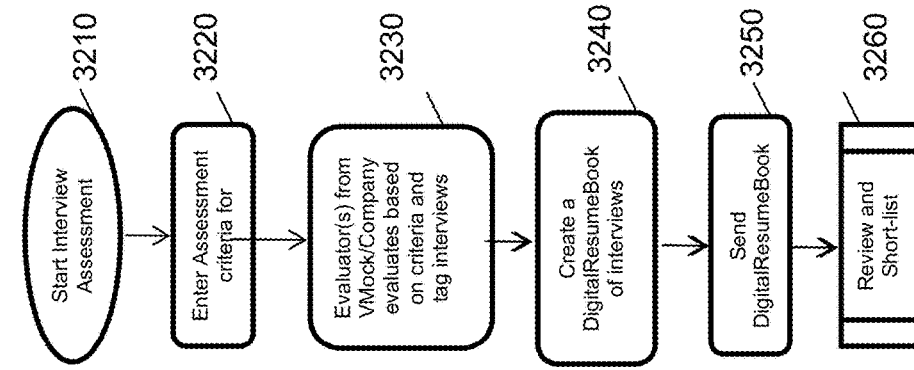 Start Interview
Assessment
3210
Enter Assessment
criteria for
3220
Evaluator(s) from
VMock/Company
evaluates based
on criteria and
tag interviews
3230
Create a
DigitalResumeBook
of interviews
3240
Send
DigitalResumeBook
3250
Review and
Short-list
3260